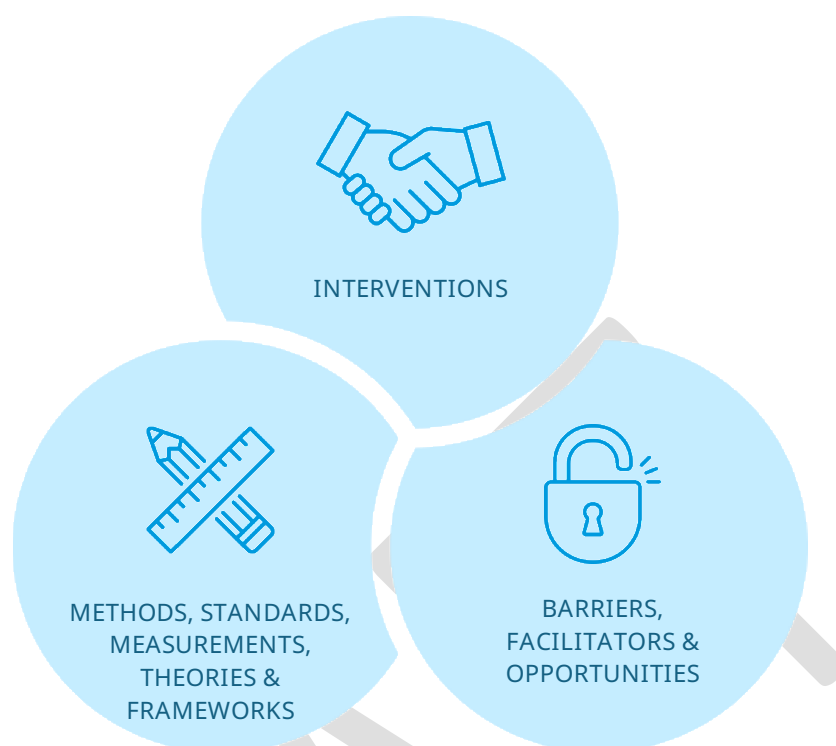 INTERVENTIONS
METHODS, STANDARDS,
MEASUREMENTS,
THEORIES &
FRAMEWORKS
BARRIERS,
FACILITATORS &
OPPORTUNITIES